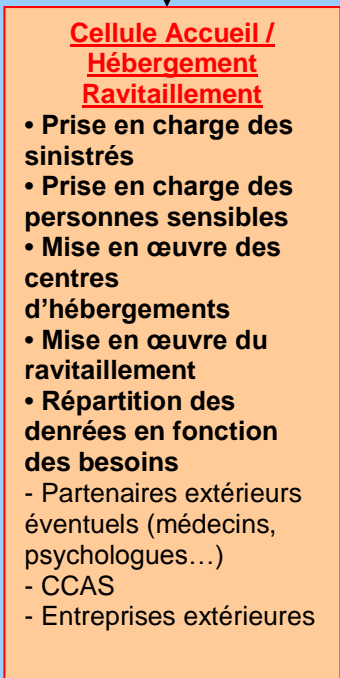 Cellule Accueil /
Hébergement
Ravitaillement
• Prise en charge des
sinistrés
• Prise en charge des
personnes sensibles
• Mise en œuvre des
centres
d’hébergements
• Mise en œuvre du
ravitaillement
• Répartition des
denrées en fonction
des besoins
- Partenaires extérieurs
éventuels (médecins,
psychologues…)
- CCAS
- Entreprises extérieures